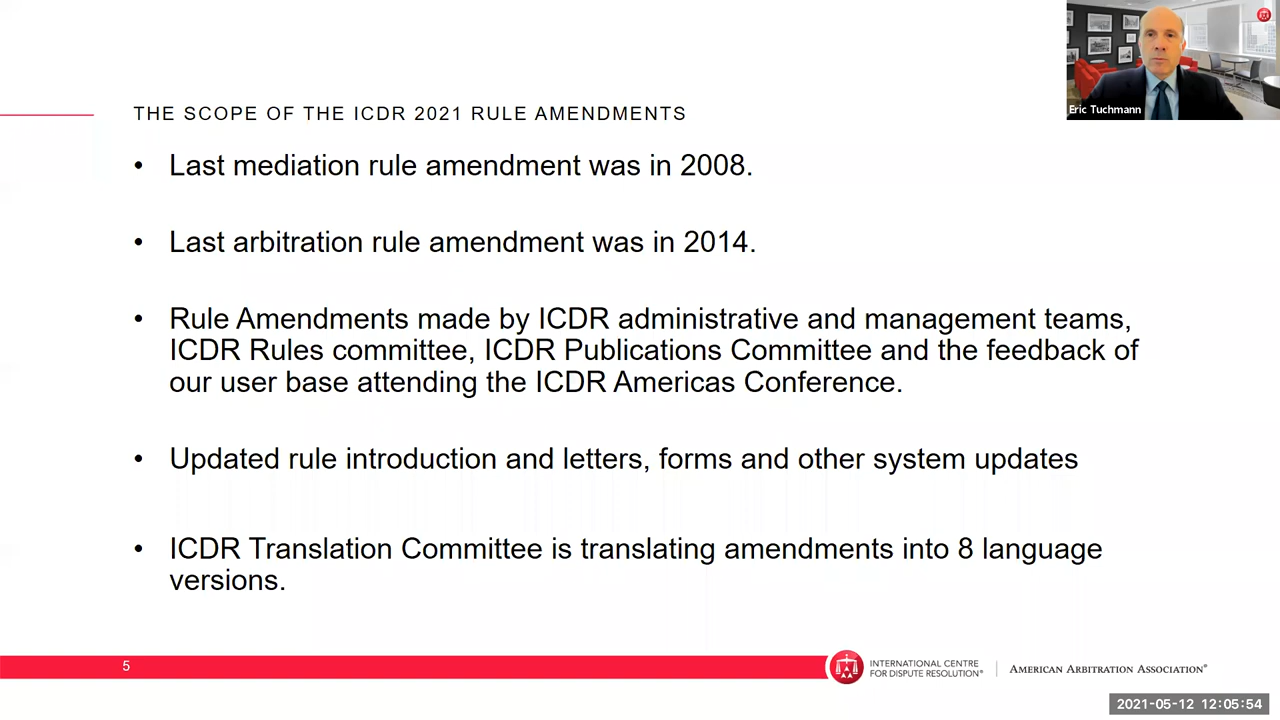 Eric Tuchmann
THE SCOPE OF THE ICDR 2021 RULE AMENDMENTS
• Last mediation rule amendment was in 2008.
• Last arbitration rule amendment was in 2014.
• Rule Amendments made by ICDR administrative and management teams,
ICDR Rules committee, ICDR Publications Committee and the feedback of
our user base attending the ICDR Americas Conference.
• Updated rule introduction and letters, forms and other system updates
• ICDR Translation Committee is translating amendments into 8 language
versions.
5
INTERNATIONAL CENTRE
FOR DISPUTE RESOLUTION®
AMERICAN ARBITRATION ASSOCIATION®
2021-05-12 12:05:54